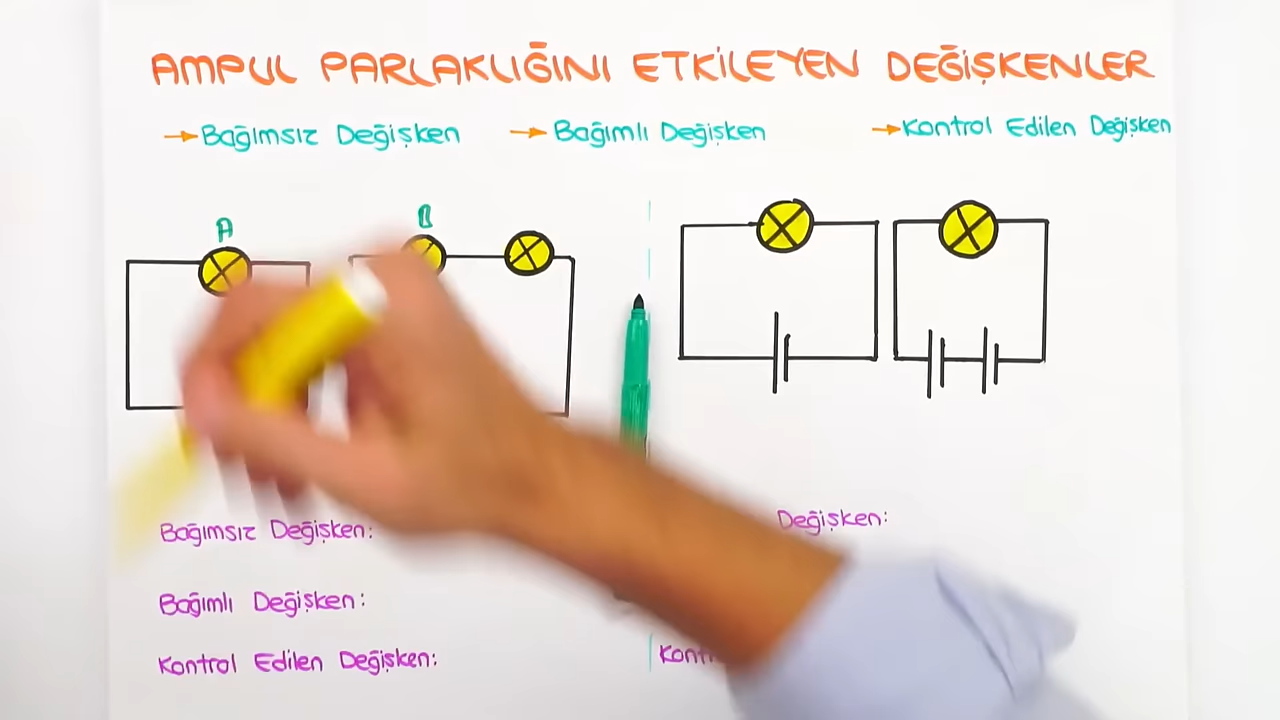 AMPUL PARLAKLIĞINI ETKİLEYEN DEĞİŞKENLER
→Bağımsız Değişken →Bağımlı Değişken →Kontrol Edilen Değişken
A B
Bağımsız Değişken: Değişken:
Bağımlı Değişken:
Kontrol Edilen Değişken: